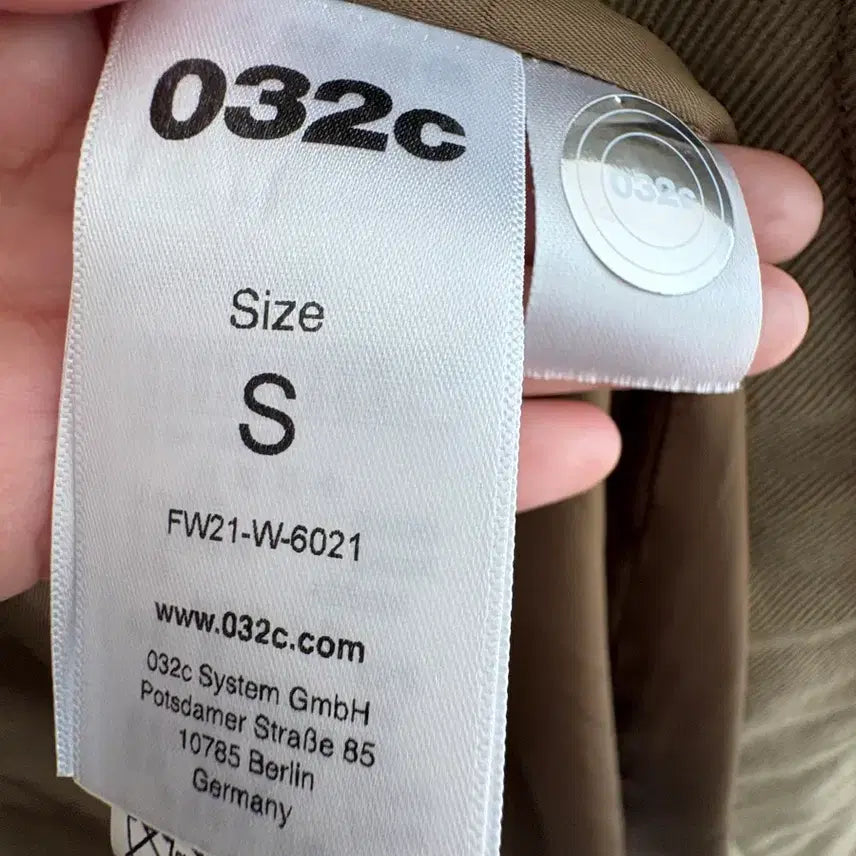 032c
032c
Size
S
FW21-W-6021
www.032c.com
032c System GmbH
Potsdamer Straße 85
10785 Berlin
Germany